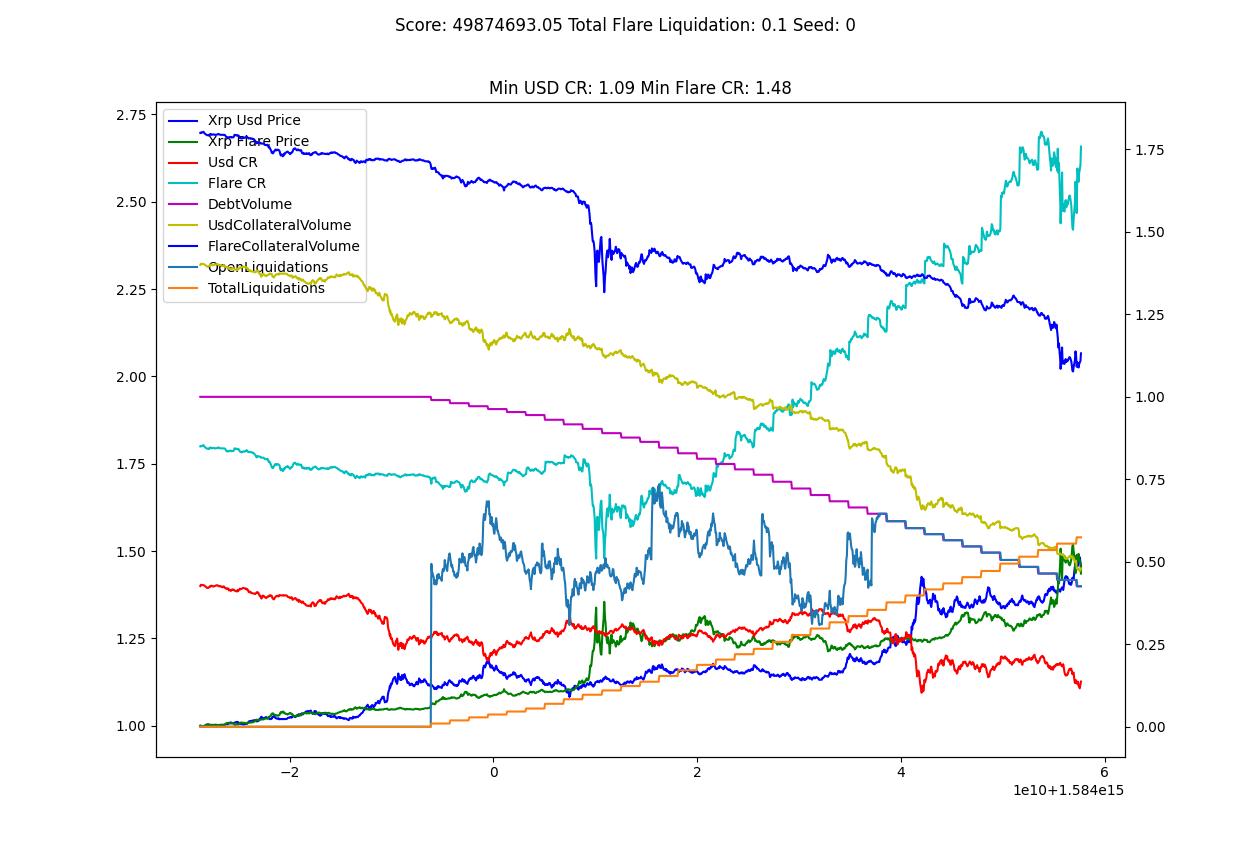 Score: 49874693.05 Total Flare Liquidation: 0.1 Seed: 0
Min USD CR: 1.09 Min Flare CR: 1.48
Xrp Usd Price
Xrp Flare Price
Usd CR
Flare CR
DebtVolume
UsdCollateralVolume
FlareCollateralVolume
OpenLiquidations
TotalLiquidations
2.75
2.50
2.25
2.00
1.75
1.50
1.25
1.00
1.75
1.50
1.25
1.00
0.75
0.50
0.25
0.00
−2 0 2 4 6
1e10+1.584e15